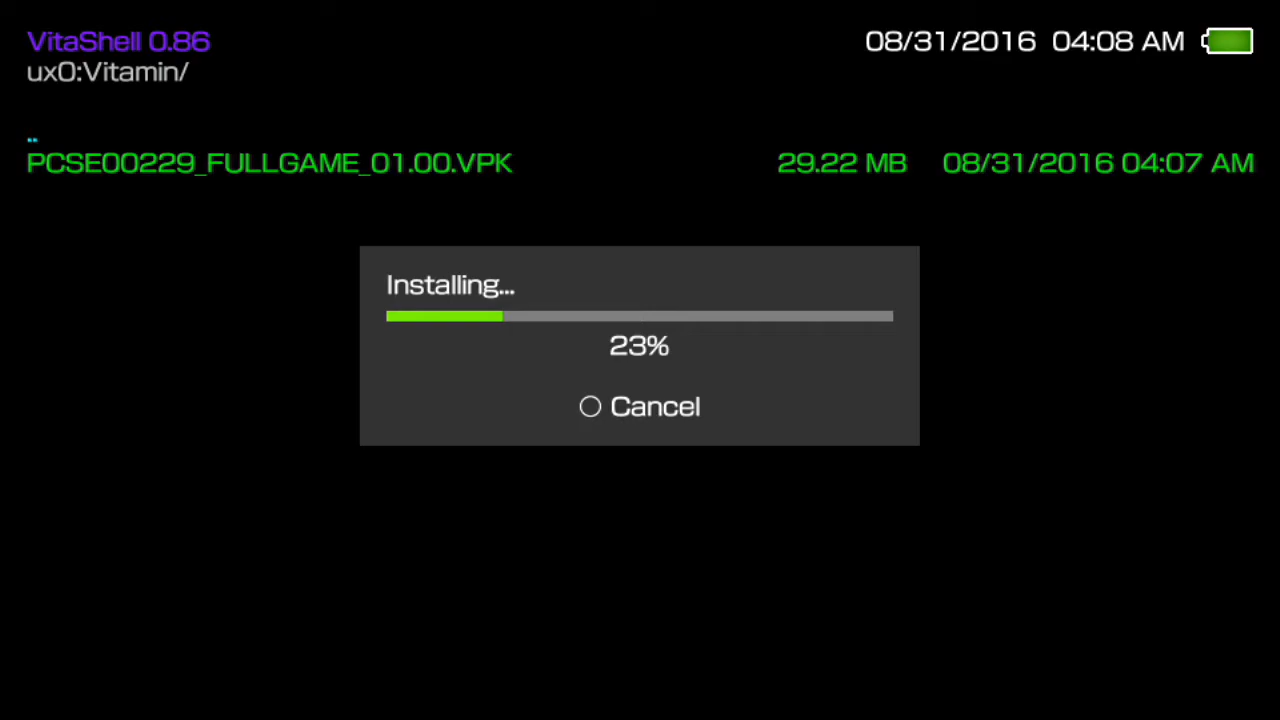 VitaShell 0.86
08/31/2016 04:08 AM
ux0:Vitamin/
..
PCSE00229_FULLGAME_01.00.VPK 29.22 MB 08/31/2016 04:07 AM
Installing...
23%
Cancel